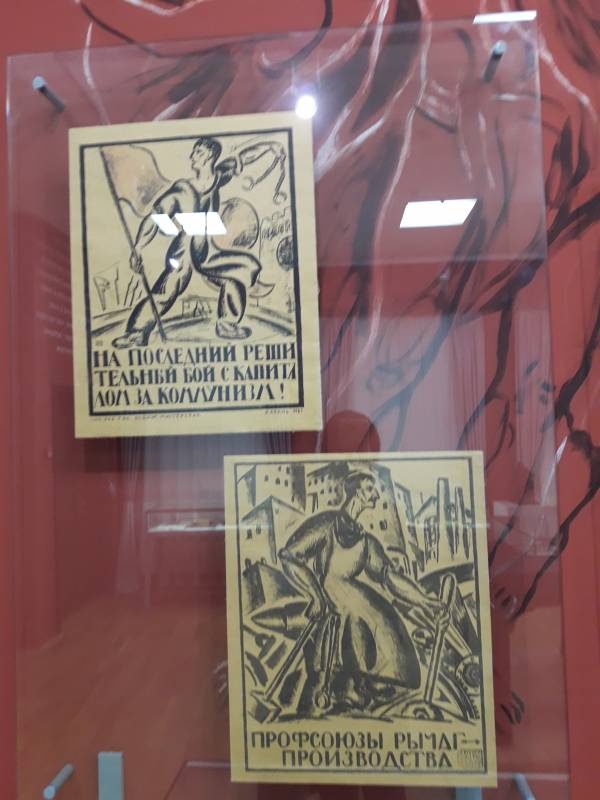 НА ПОСЛЕДНИЙ РЕШИ
ТЕЛЬНЫЙ БОЙ С КАПИТА
ЛОМ ЗА КОММУНИЗМ!
ПРОФСОЮЗЫ РЫЧАГ
ПРОИЗВОДСТВА